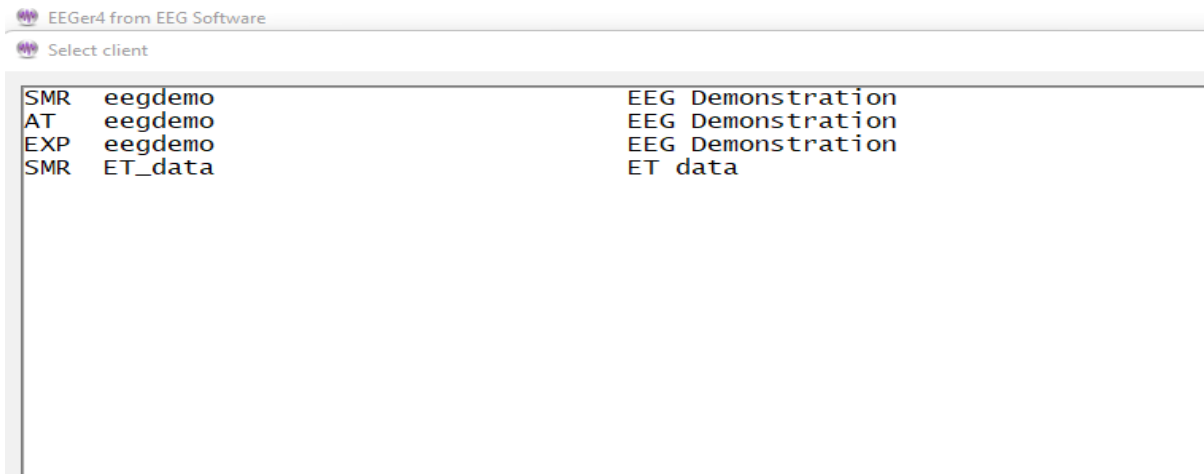 EEGer4 from EEG Software
Select client
SMR eegdemo EEG Demonstration
AT eegdemo EEG Demonstration
EXP eegdemo EEG Demonstration
SMR ET_data ET data